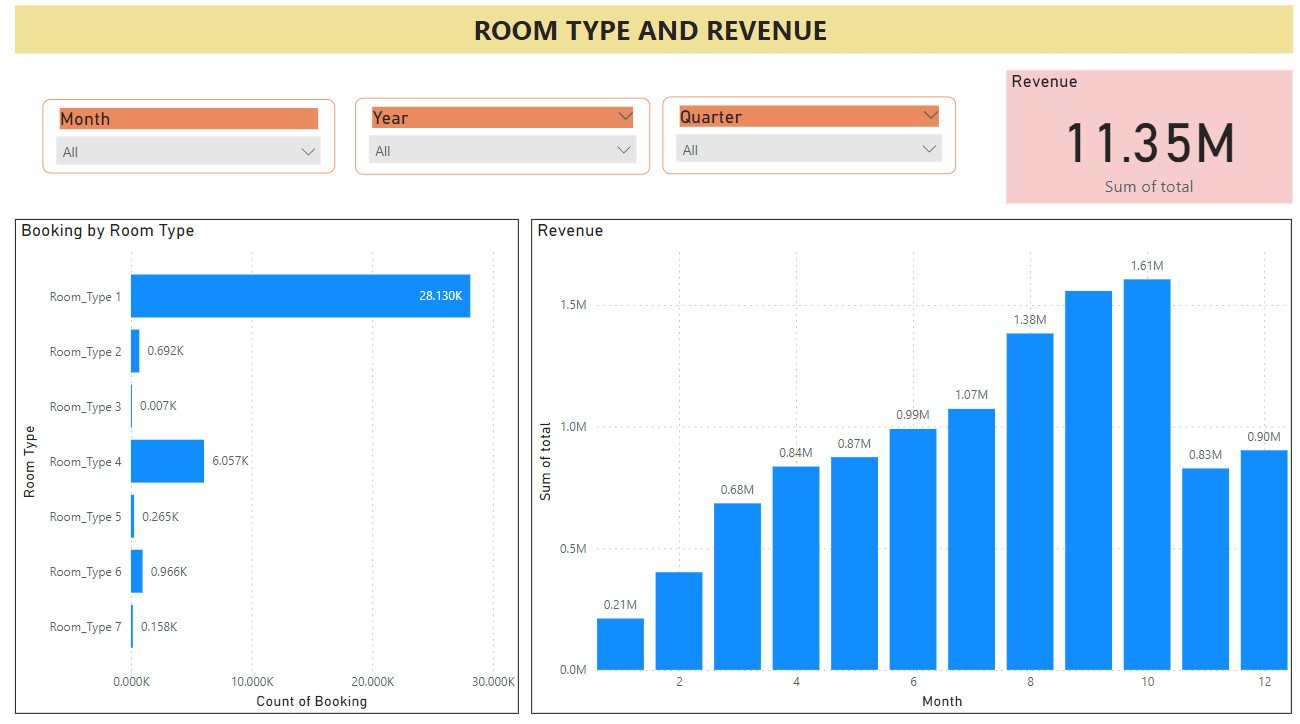 ROOM TYPE AND REVENUE
Month
All
Year
All
Quarter
All
Revenue
11.35M
Sum of total
Booking by Room Type
Room Type
Room_Type 1
28.130K
Room_Type 2
0.692K
Room_Type 3
0.007K
Room_Type 4
6.057K
Room_Type 5
0.265K
Room_Type 6
0.966K
Room_Type 7
0.158K
0.000K
10.000K
20.000K
30.000K
Count of Booking
Revenue
Sum of total
1.5M
1.0M
0.5M
0.0M
0.21M
0.68M
0.84M
0.87M
0.99M
1.07M
1.38M
1.61M
0.83M
0.90M
2
4
6
8
10
12
Month